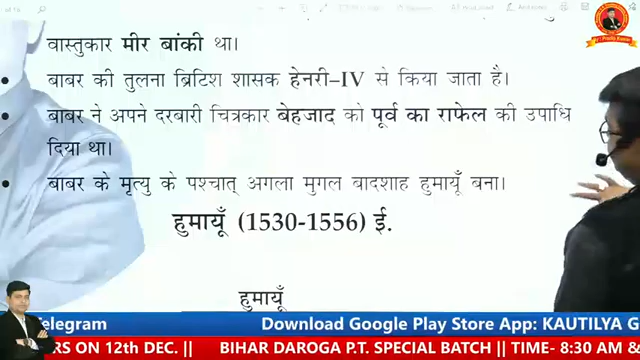 वास्तुकार मीर बांकी था।
बाबर की तुलना ब्रिटिश शासक हेनरी–IV से किया जाता है।
बाबर ने अपने दरबारी चित्रकार बेहजाद को पूर्व का राफेल की उपाधि
दिया था।
बाबर के मृत्यु के पश्चात् अगला मुगल बादशाह हुमायूँ बना।
हुमायूँ (1530-1556) ई.
हुमायूँ
Telegram Download Google Play Store App: KAUTILYA G
RS ON 12th DEC. || BIHAR DAROGA P.T. SPECIAL BATCH || TIME- 8:30 AM &